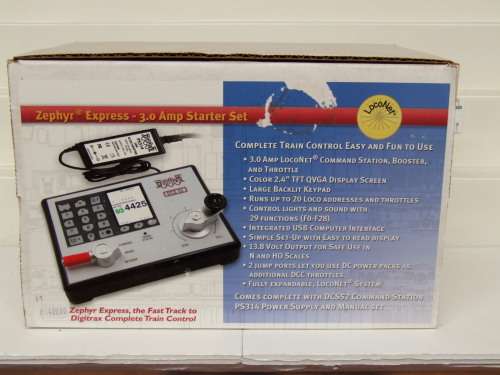 Zephyr® Express - 3.0 Amp Starter Set
LocoNet®
Complete Train Control Easy and Fun to Use
• 3.0 Amp LocoNet® Command Station, Booster,
and Throttle
• Color 2.4" TFT QVGA Display Screen
• Large Backlit Keypad
• Runs up to 20 Loco addresses and throttles
• Control lights and sound with
29 functions (F0-F28)
• Integrated USB Computer Interface
• Simple Set-Up with Easy to read display
• 13.8 Volt Output for Safe Use in
N and HO Scales
• 2 jump ports let you use DC power packs as
additional DCC throttles.
• Fully expandable, LocoNet® System
Comes complete with DCS52 Command Station
PS314 Power Supply and Manual set
4425
Zephyr Express, the Fast Track to
Digitrax Complete Train Control